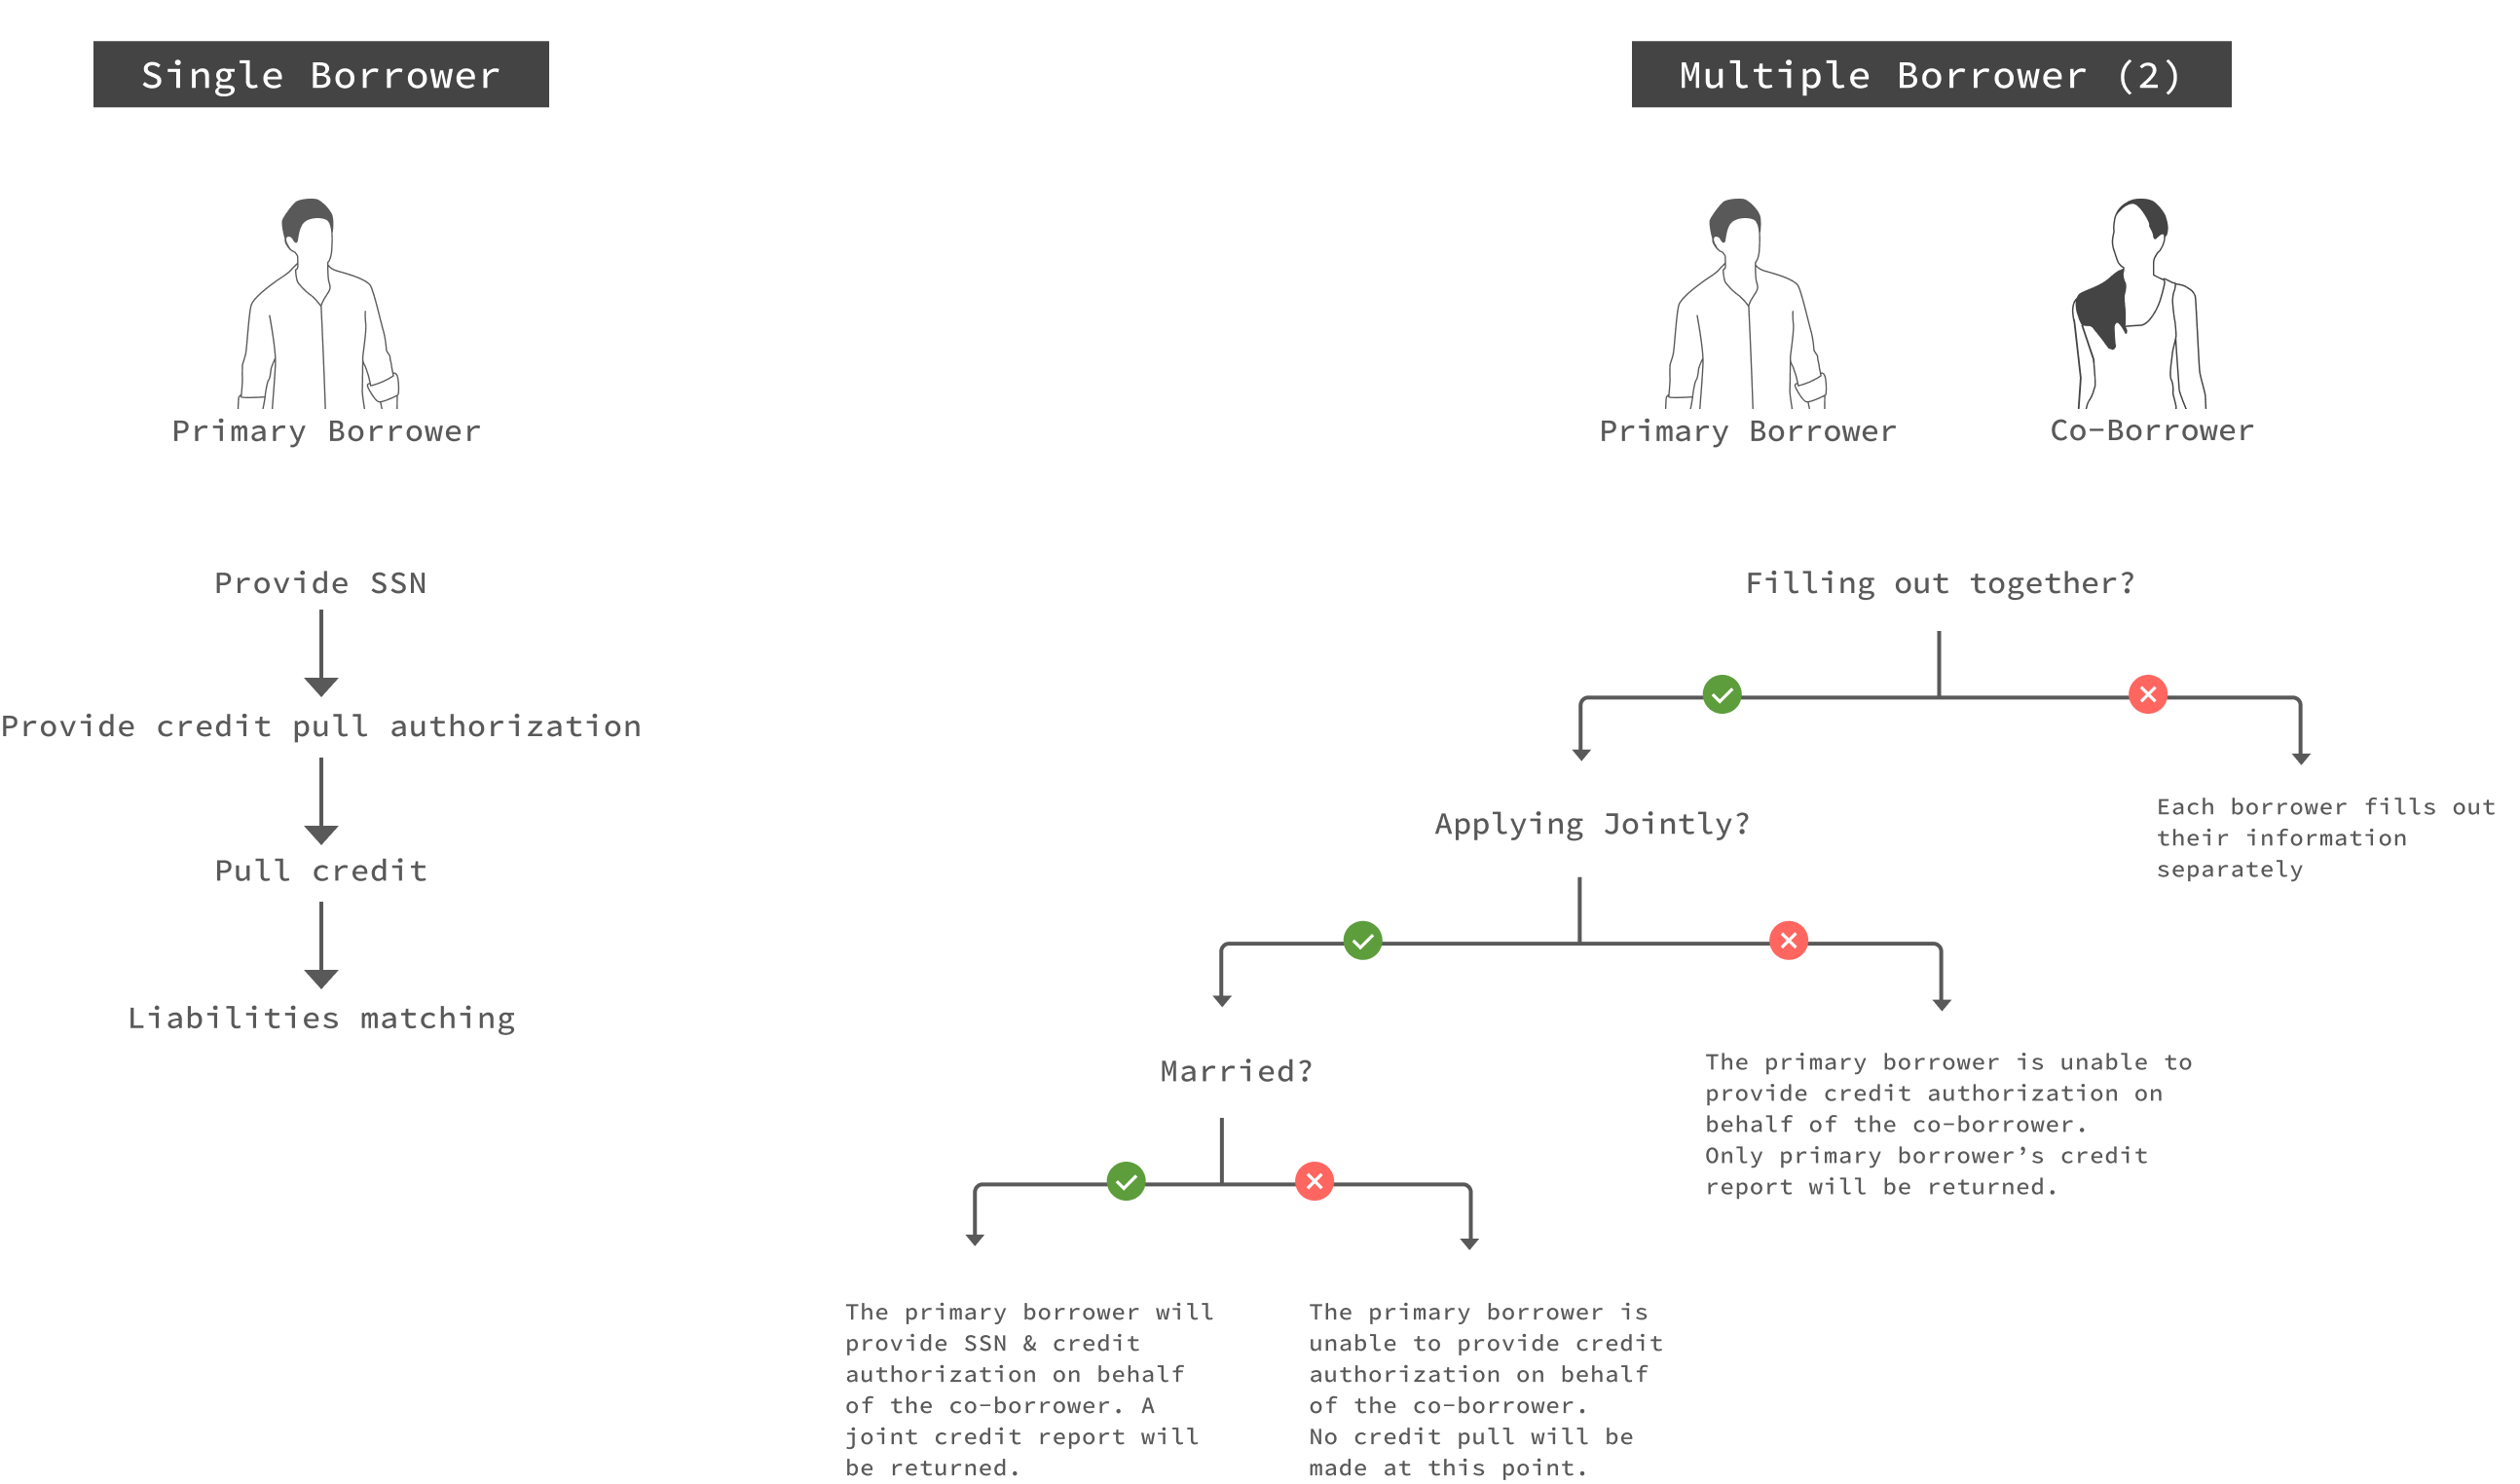 Single Borrower
Primary Borrower
Provide SSN
Provide credit pull authorization
Pull credit
Liabilities matching
Multiple Borrower (2)
Primary Borrower
Co-Borrower
Filling out together?
Applying Jointly?
Each borrower fills out
their information
separately
Married?
The primary borrower is unable to
provide credit authorization on
behalf of the co-borrower.
Only primary borrower’s credit
report will be returned.
The primary borrower will
provide SSN & credit
authorization on behalf
of the co-borrower. A
joint credit report will
be returned.
The primary borrower is
unable to provide credit
authorization on behalf
of the co-borrower.
No credit pull will be
made at this point.